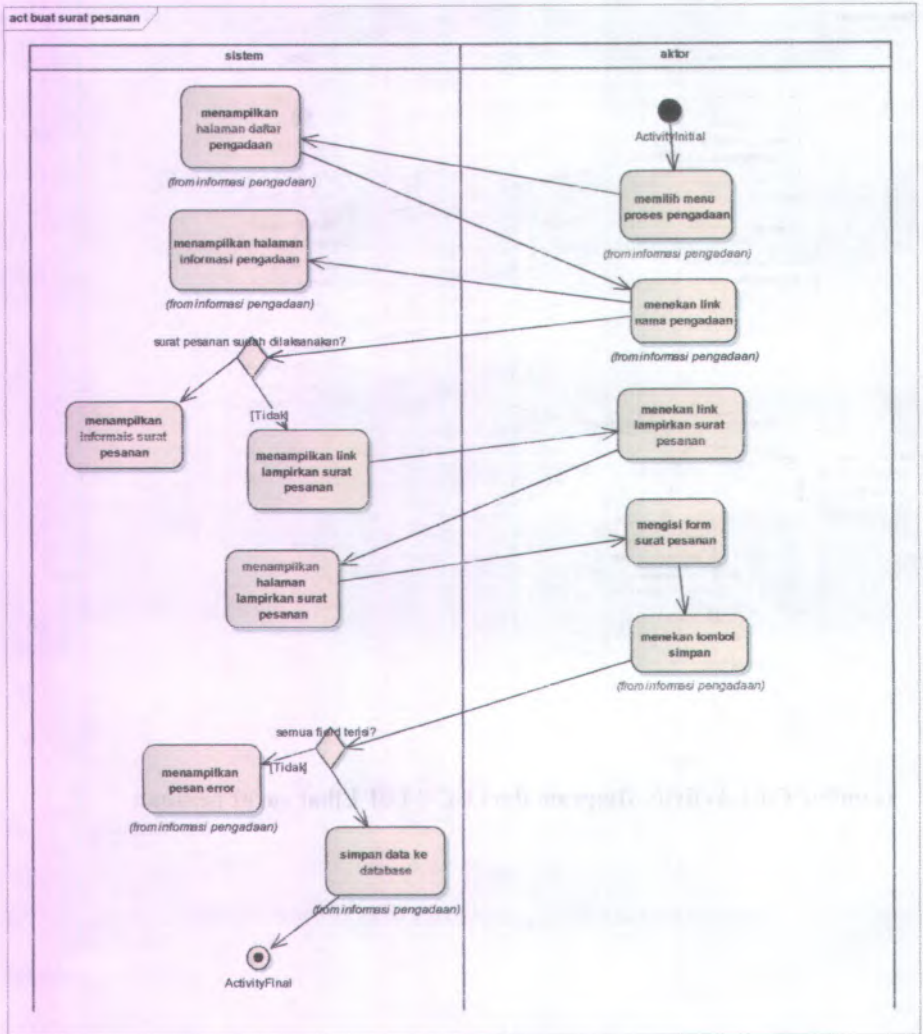 act buat surat pesanan
sistem
aktor
menampilkan
halaman daftar
pengadaan
(from informasi pengadaan)
ActivityInitial
memilih menu
proses pengadaan
(from informasi pengadaan)
menampilkan halaman
informasi pengadaan
(from informasi pengadaan)
menekan link
nama pengadaan
(from informasi pengadaan)
surat pesanan sudah dilaksanakan?
menampilkan
informais surat
pesanan
[Tidak]
menampilkan link
lampirkan surat
pesanan
menekan link
lampirkan surat
pesanan
menampilkan
halaman
lampirkan surat
pesanan
mengisi form
surat pesanan
menekan tombol
simpan
(from informasi pengadaan)
semua field terisi?
[Tidak]
menampilkan
pesan error
(from informasi pengadaan)
simpan data ke
database
(from informasi pengadaan)
ActivityFinal